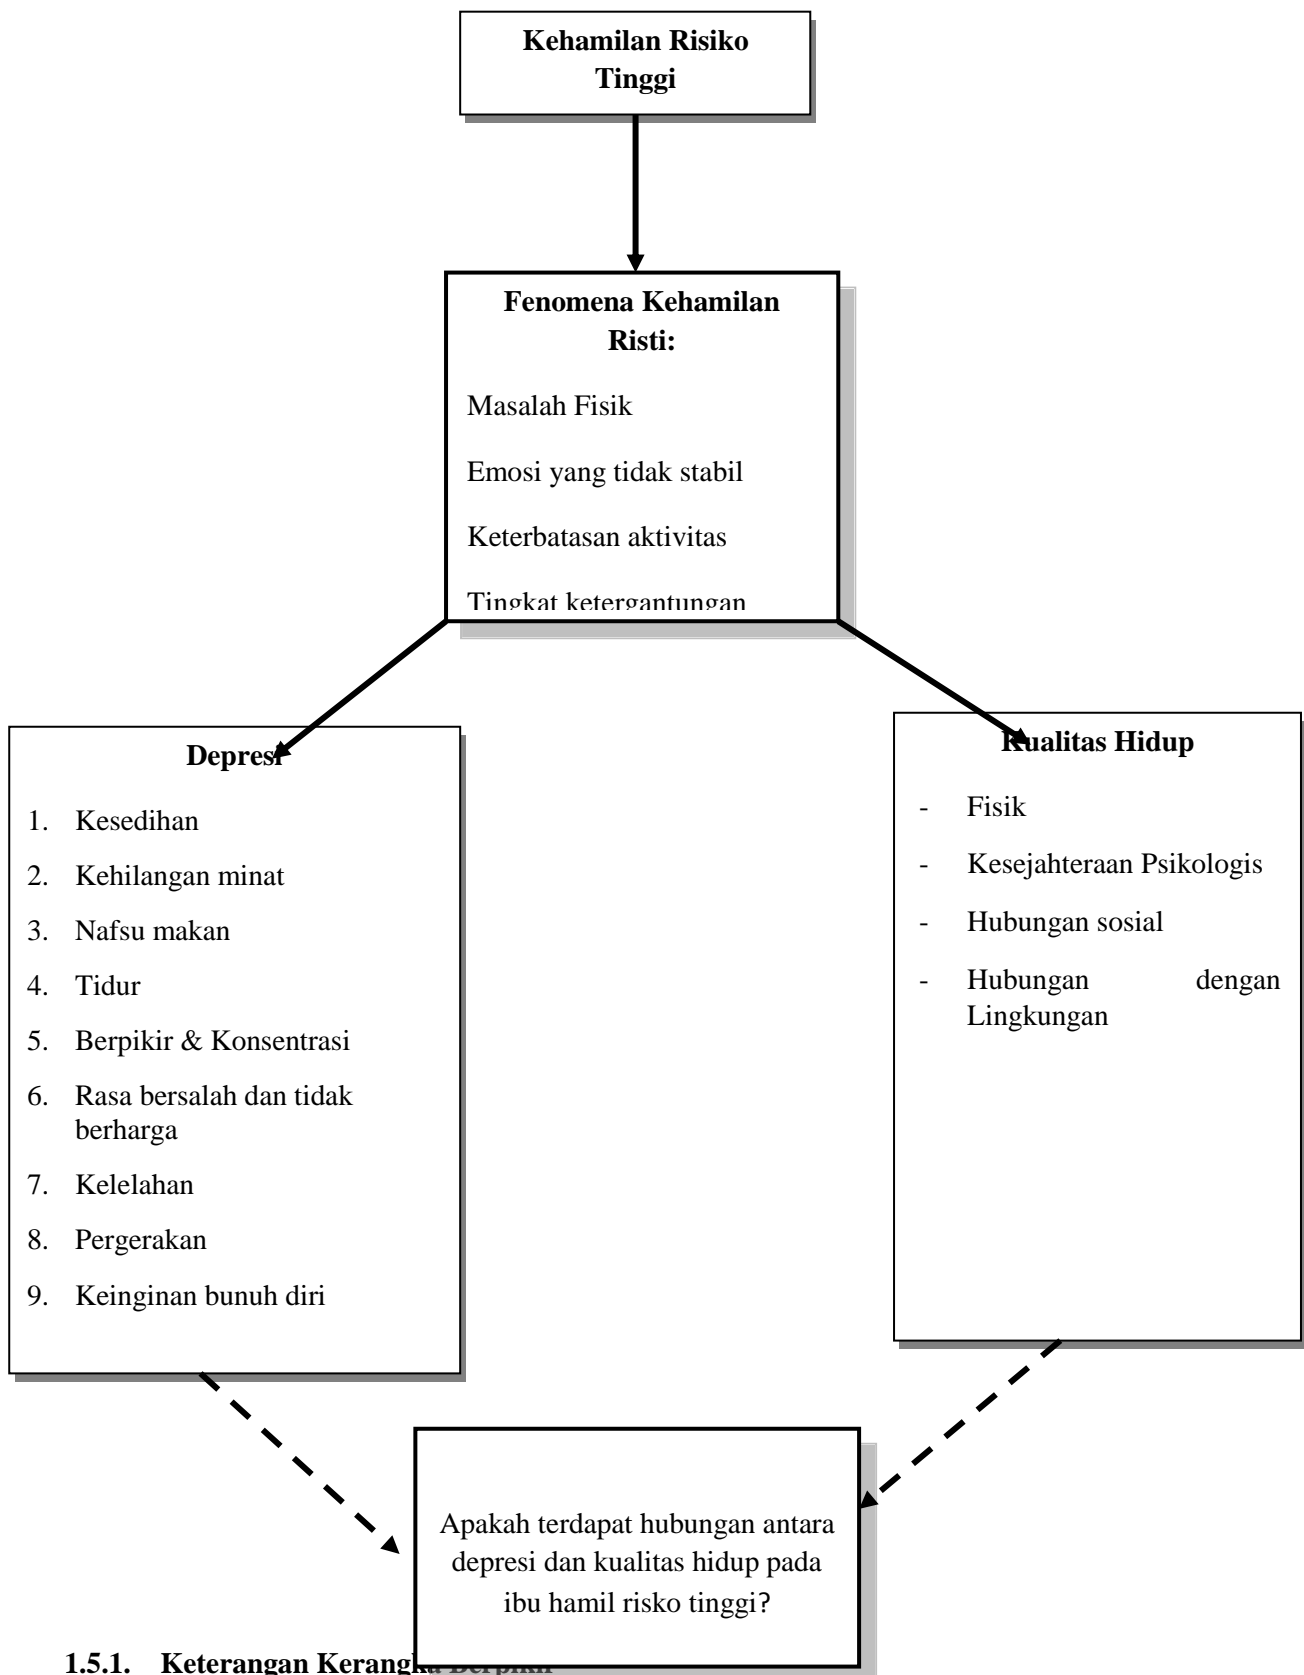 Kehamilan Risiko
Tinggi
Fenomena Kehamilan
Risti:
Masalah Fisik
Emosi yang tidak stabil
Keterbatasan aktivitas
Tingkat ketergantungan
Depresi
1. Kesedihan
2. Kehilangan minat
3. Nafsu makan
4. Tidur
5. Berpikir & Konsentrasi
6. Rasa bersalah dan tidak
berharga
7. Kelelahan
8. Pergerakan
9. Keinginan bunuh diri
Kualitas Hidup
- Fisik
- Kesejahteraan Psikologis
- Hubungan sosial
- Hubungan dengan
Lingkungan
Apakah terdapat hubungan antara
depresi dan kualitas hidup pada
ibu hamil risko tinggi?
1.5.1. Keterangan Kerangka Berpikir